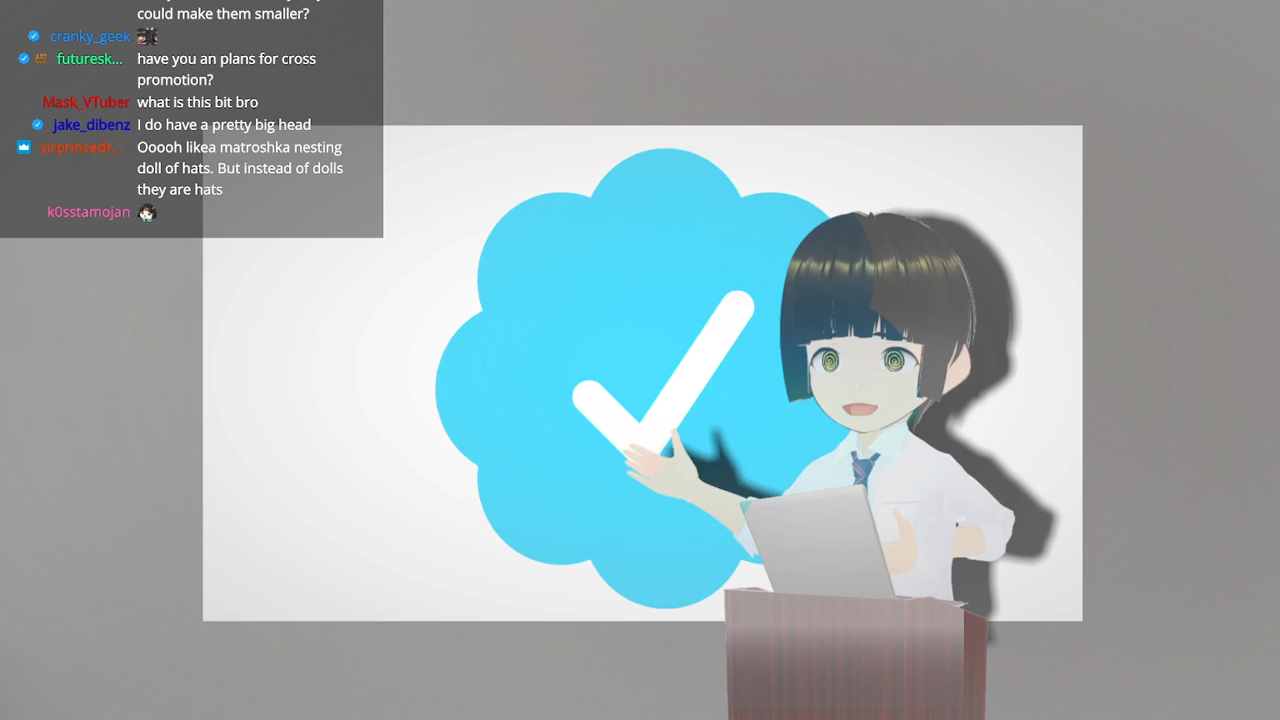 could make them smaller?
cranky_geek
futuresk... have you an plans for cross
promotion?
Mask_VTuber what is this bit bro
jake_dibenz I do have a pretty big head
sirprincedr... Ooooh likea matroshka nesting
doll of hats. But instead of dolls
they are hats
k0sstamojan